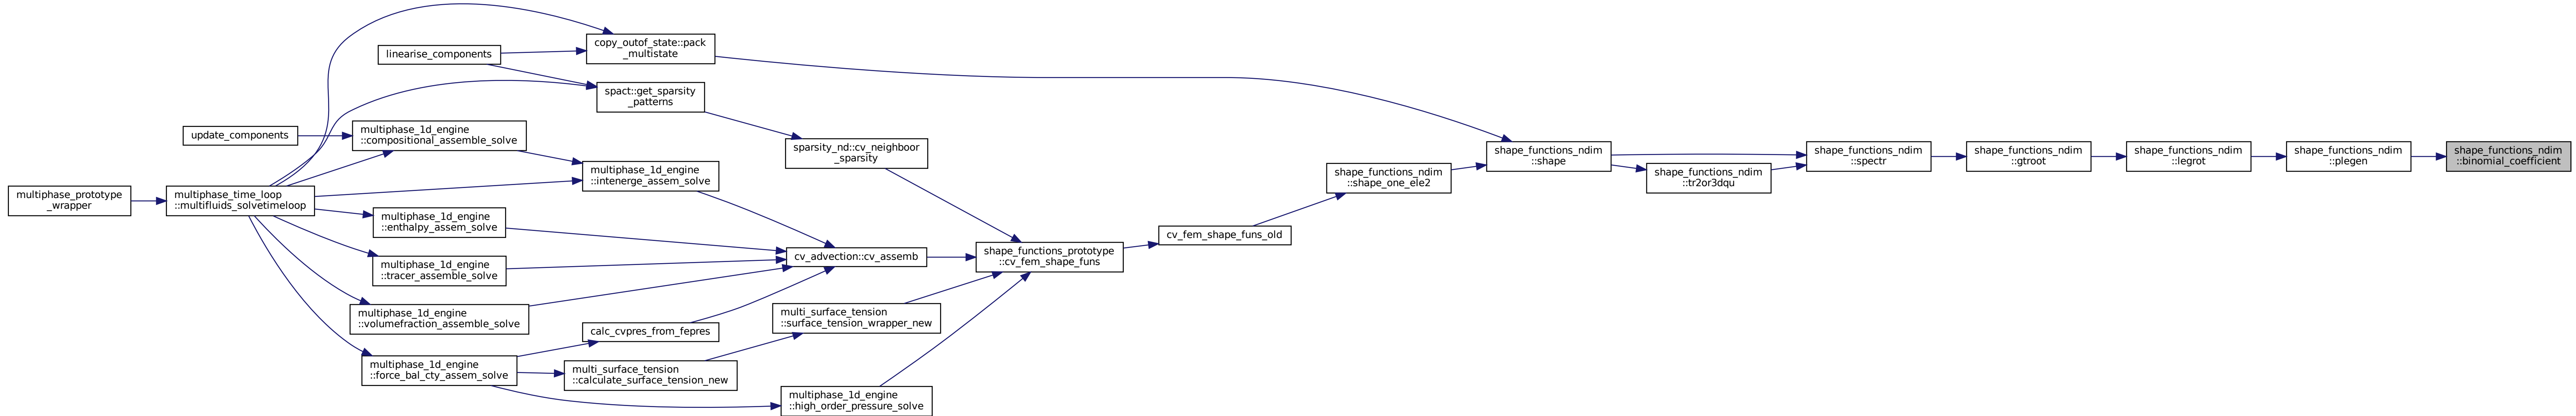 copy_outof_state::pack
_multistate
linearise_components
spact::get_sparsity
_patterns
update_components
multiphase_1d_engine
::compositional_assemble_solve
sparsity_nd::cv_neighboor
_sparsity
shape_functions_ndim
::shape
shape_functions_ndim
::spectr
shape_functions_ndim
::gtroot
shape_functions_ndim
::legrot
shape_functions_ndim
::plegen
shape_functions_ndim
::binomial_coefficient
multiphase_1d_engine
::intenerge_assem_solve
shape_functions_ndim
::shape_one_ele2
shape_functions_ndim
::tr2or3dqu
multiphase_prototype
_wrapper
multiphase_time_loop
::multifluids_solvetimeloop
multiphase_1d_engine
::enthalpy_assem_solve
cv_fem_shape_funs_old
multiphase_1d_engine
::tracer_assemble_solve
cv_advection::cv_assemb
shape_functions_prototype
::cv_fem_shape_funs
multiphase_1d_engine
::volumefraction_assemble_solve
calc_cvpres_from_fepres
multi_surface_tension
::surface_tension_wrapper_new
multiphase_1d_engine
::force_bal_cty_assem_solve
multi_surface_tension
::calculate_surface_tension_new
multiphase_1d_engine
::high_order_pressure_solve